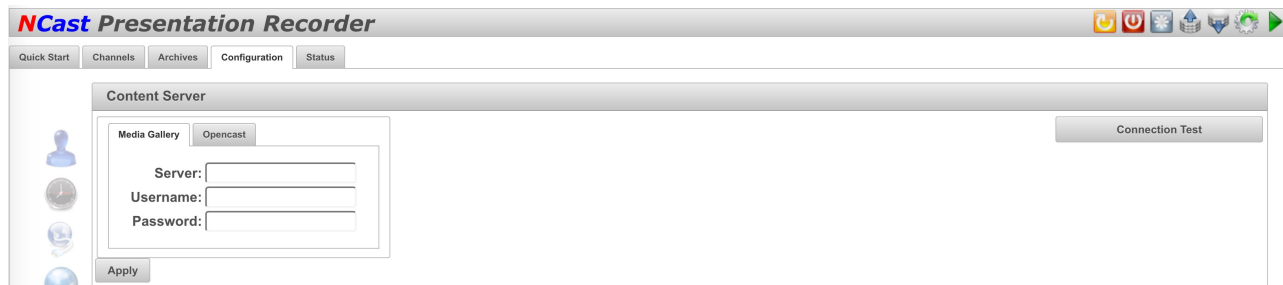 NCast Presentation Recorder
Quick Start Channels Archives Configuration Status
Content Server
Media Gallery Opencast Connection Test
Server:
Username:
Password:
Apply